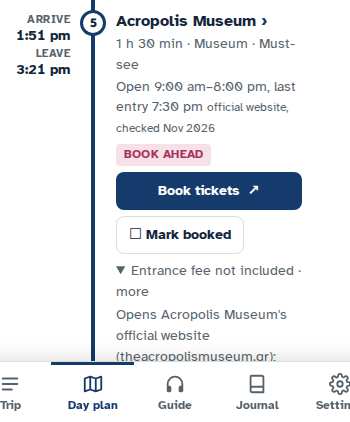 ARRIVE
1:51 pm
LEAVE
3:21 pm
5
Acropolis Museum ›
1 h 30 min · Museum · Must-
see
Open 9:00 am–8:00 pm, last
entry 7:30 pm official website,
checked Nov 2026
BOOK AHEAD
Book tickets ↗
☐ Mark booked
▼ Entrance fee not included ·
more
Opens Acropolis Museum's
official website
(theacropolismuseum.gr);
Trip
Day plan
Guide
Journal
Settin